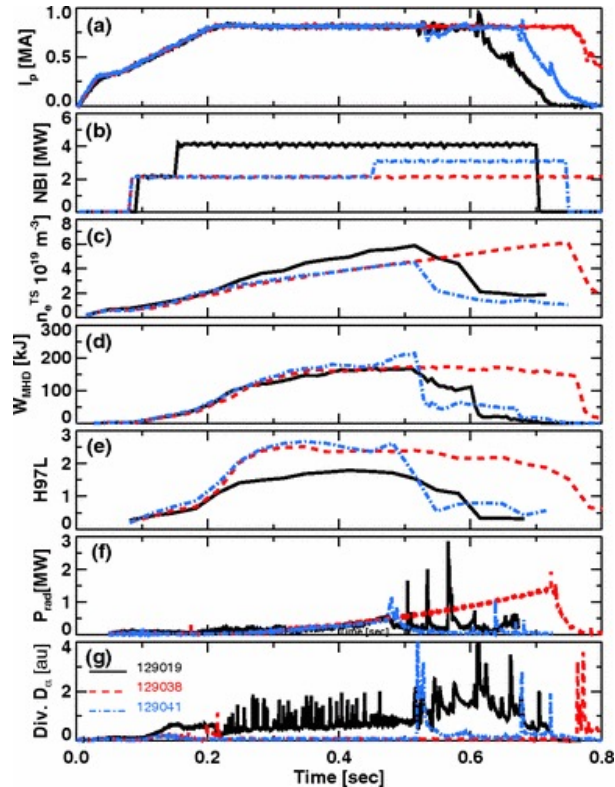 (a)
I_p [MA]
1.0
0.5
0.0
(b)
NBI [MW]
6
4
2
0
(c)
n_e^TS 10^19 m^-3
8
6
4
2
0
(d)
W_MHD [kJ]
300
200
100
0
(e)
H97L
3
2
1
0
(f)
P_rad[MW]
3
2
1
0
Time [sec]
(g)
Div. D_α [au]
4
2
0
129019
129038
129041
0.0 0.2 0.4 0.6 0.8
Time [sec]